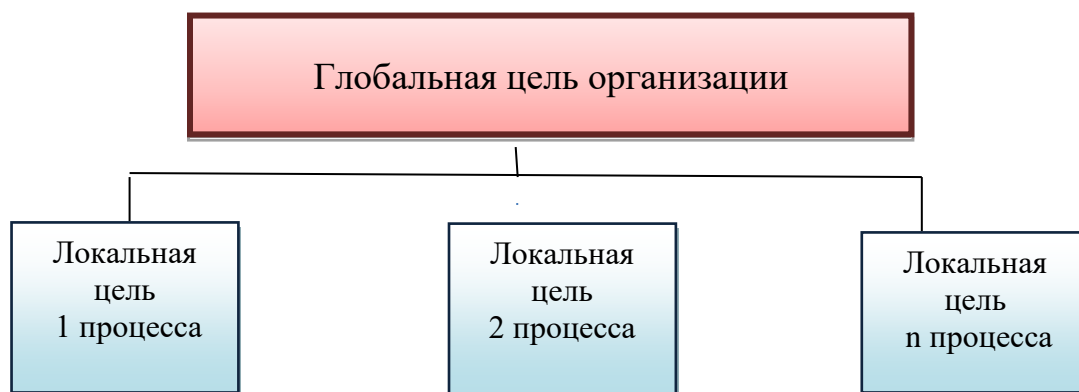 Глобальная цель организации
Локальная
цель
1 процесса
Локальная
цель
2 процесса
Локальная
цель
n процесса